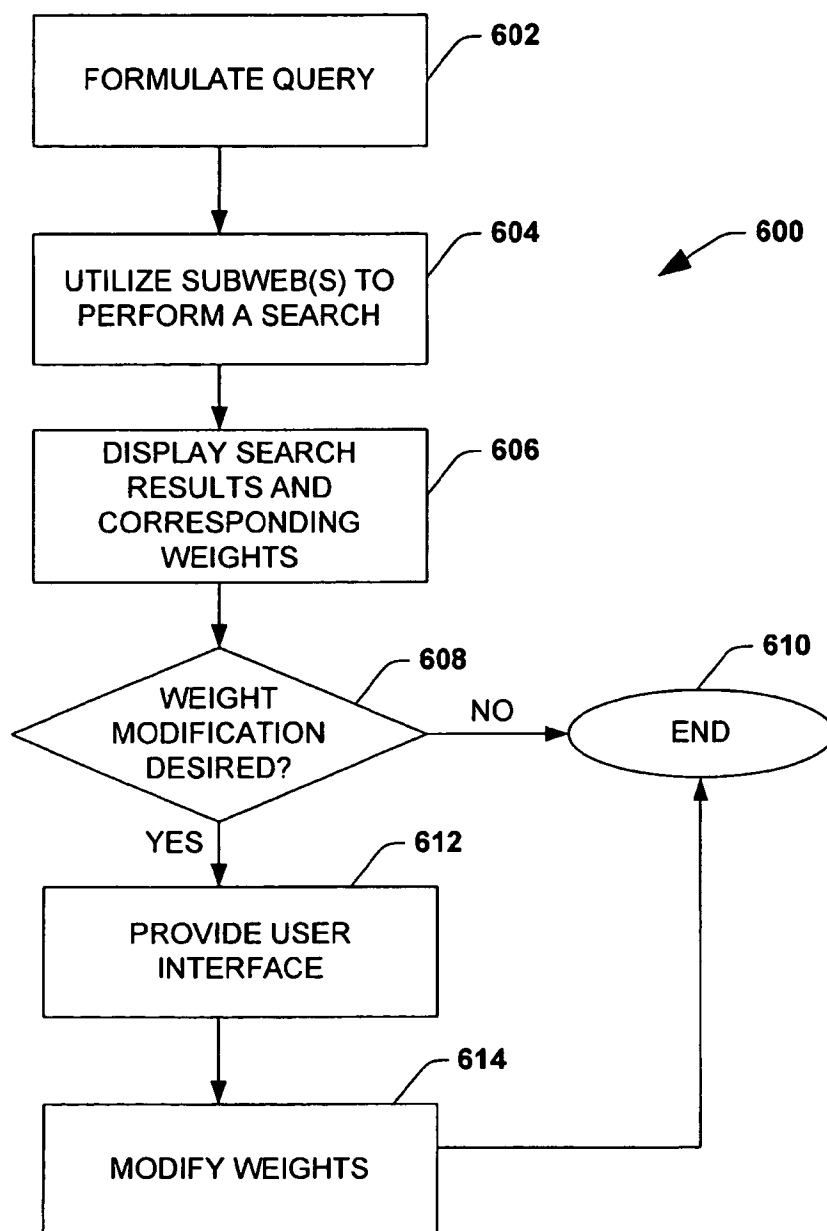 602
FORMULATE QUERY
604
600
UTILIZE SUBWEB(S) TO
PERFORM A SEARCH
606
DISPLAY SEARCH
RESULTS AND
CORRESPONDING
WEIGHTS
608
610
WEIGHT
MODIFICATION
DESIRED?
NO
END
YES
612
PROVIDE USER
INTERFACE
614
MODIFY WEIGHTS